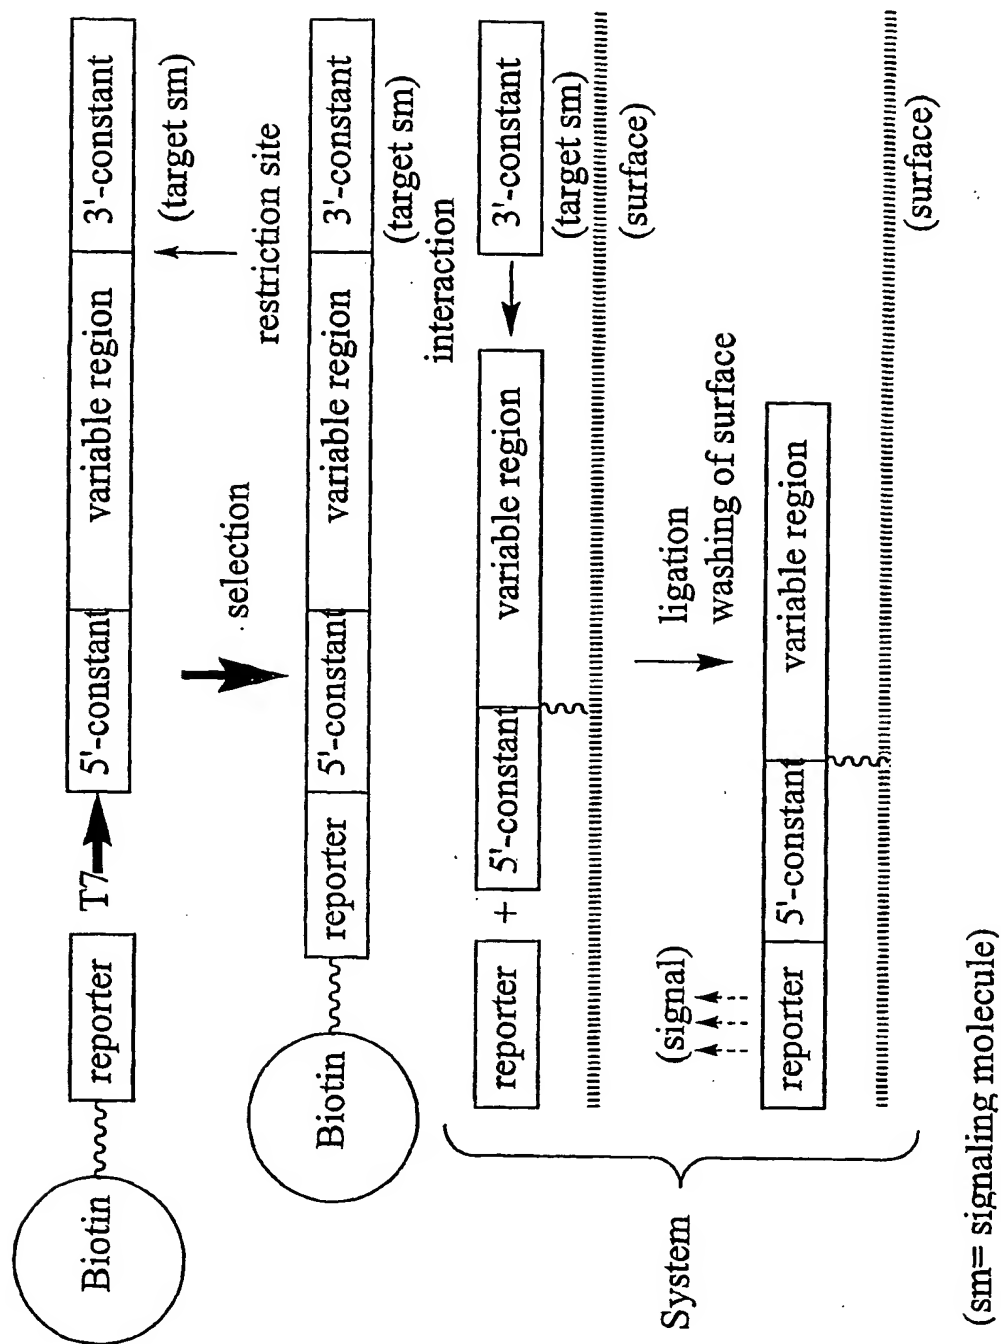 Biotin
reporter
T7
5'-constant
variable region
3'-constant
(target sm)
restriction site
selection
Biotin
reporter
5'-constant
variable region
3'-constant
(target sm)
interaction
System
reporter
+
5'-constant
variable region
3'-constant
(target sm)
(surface)
ligation
washing of surface
(signal)
reporter
5'-constant
variable region
(surface)
(sm= signaling molecule)